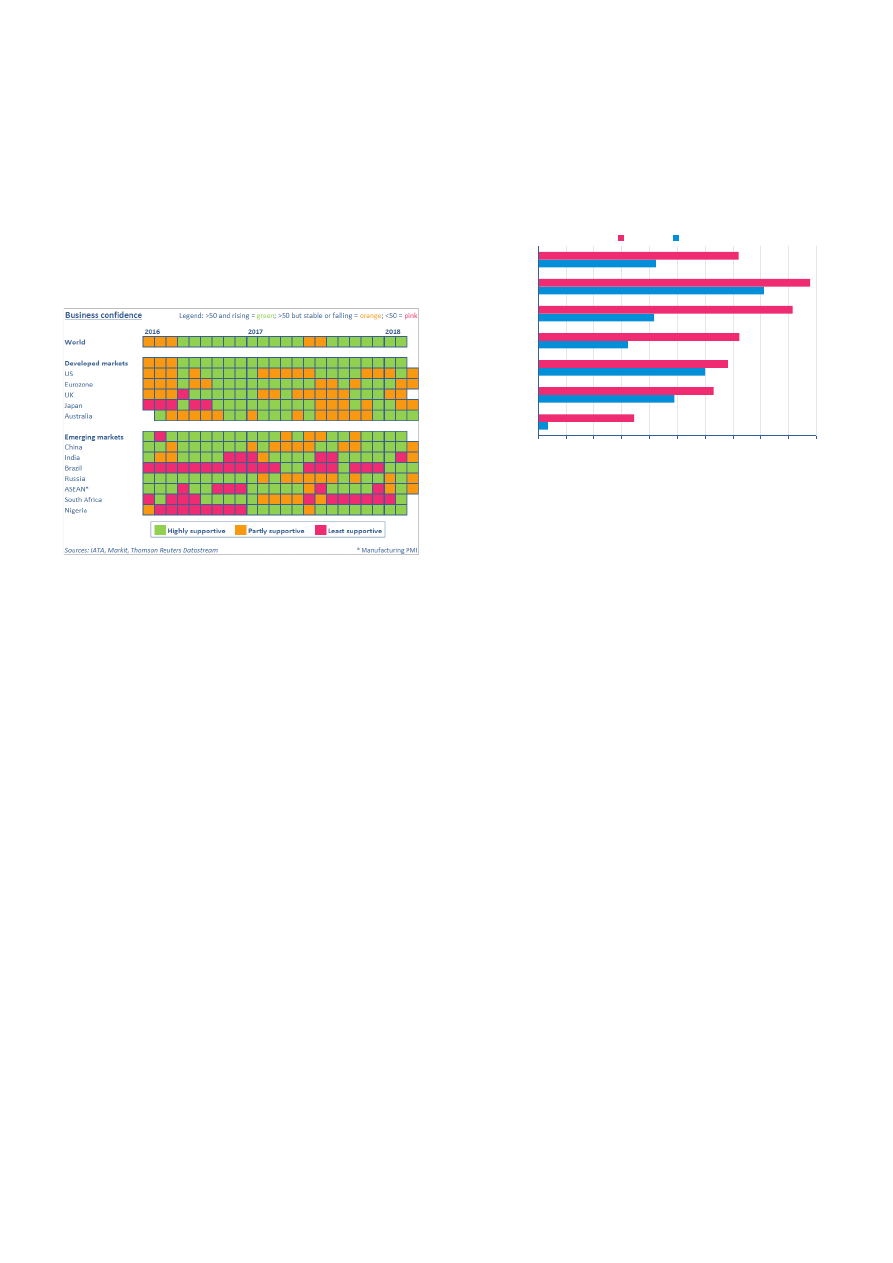 Business confidence
Legend: >50 and rising = green; >50 but stable or falling = orange; <50 = pink
2016 2017 2018
World
Developed markets
US
Eurozone
UK
Japan
Australia
Emerging markets
China
India
Brazil
Russia
ASEAN*
South Africa
Nigeria
Highly supportive Partly supportive Least supportive
Sources: IATA, Markit, Thomson Reuters Datastream * Manufacturing PMI